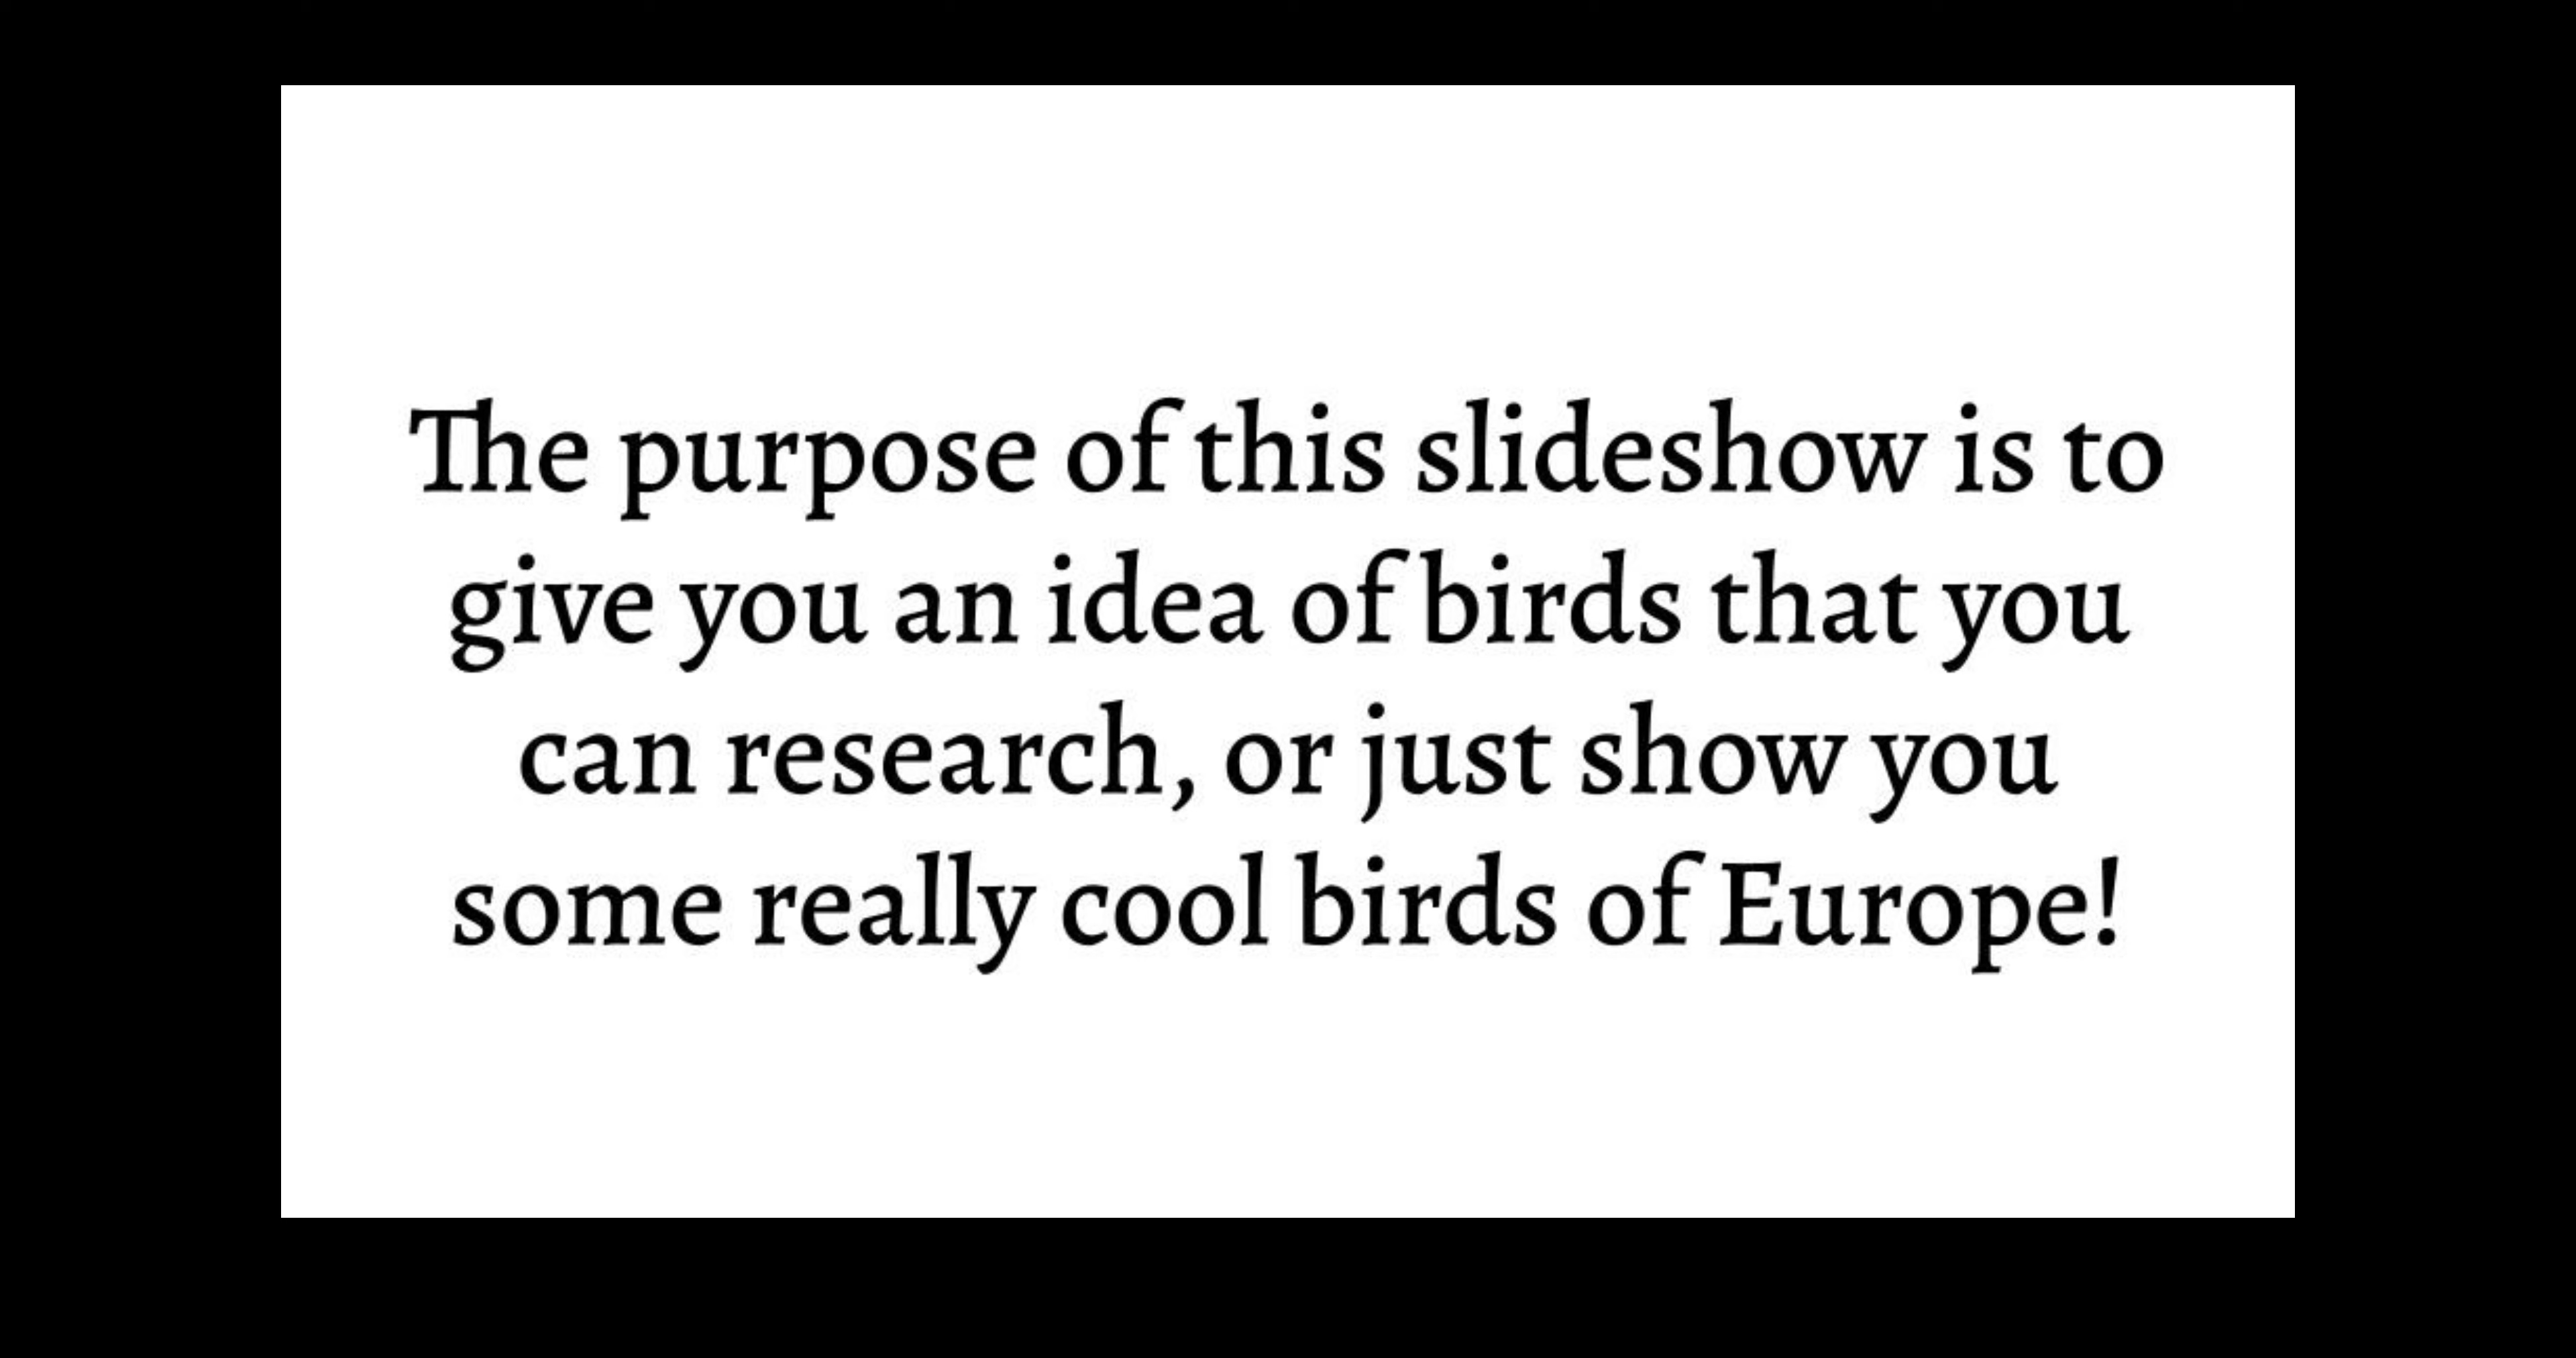 The purpose of this slideshow is to
give you an idea of birds that you
can research, or just show you
some really cool birds of Europe!